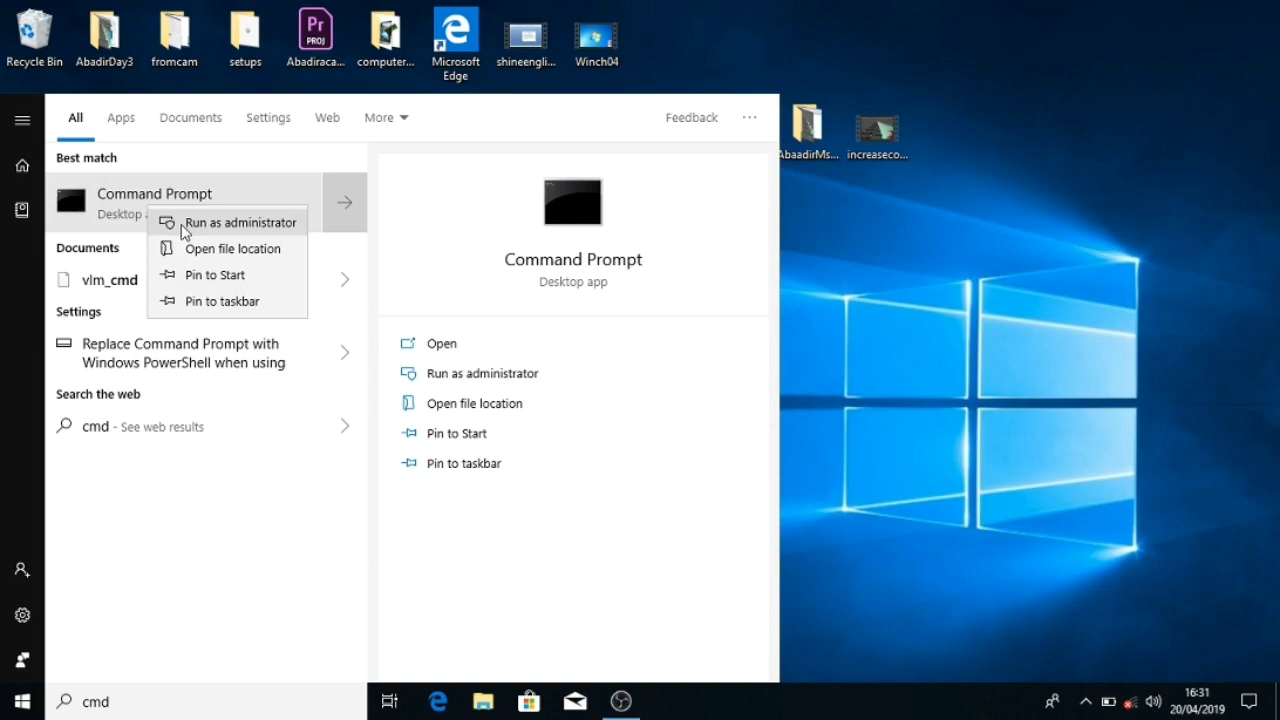 Recycle Bin
AbadirDay3
fromcam
setups
PROJ
Pr
Abadiraca...
computer...
Microsoft
Edge
shineengli...
Winch04
All
Apps
Documents
Settings
Web
More
Feedback
...
Best match
Command Prompt
Desktop a
Run as administrator
Open file location
Pin to Start
Pin to taskbar
Documents
vlm_cmd
Settings
Replace Command Prompt with
Windows PowerShell when using
Search the web
cmd - See web results
Command Prompt
Desktop app
Open
Run as administrator
Open file location
Pin to Start
Pin to taskbar
AbaadirMs...
increaseco...
cmd
16:31
20/04/2019